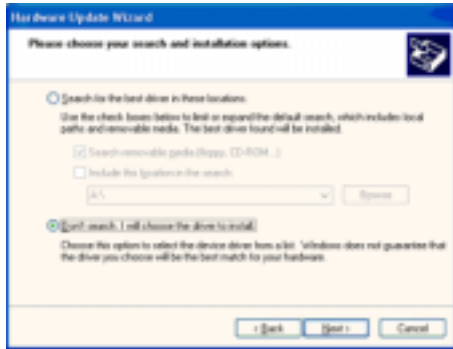 Hardware Update Wizard
Please choose your search and installation options.
Search for the best driver in these locations.
Use the check boxes below to limit or expand the default search, which includes local
paths and removable media. The best driver found will be installed.
Search removable media (floppy, CD-ROM...)
Include this location in the search:
A:\
Browse
Don't search. I will choose the driver to install.
Choose this option to select the device driver from a list. Windows does not guarantee that
the driver you choose will be the best match for your hardware.
< Back
Next >
Cancel